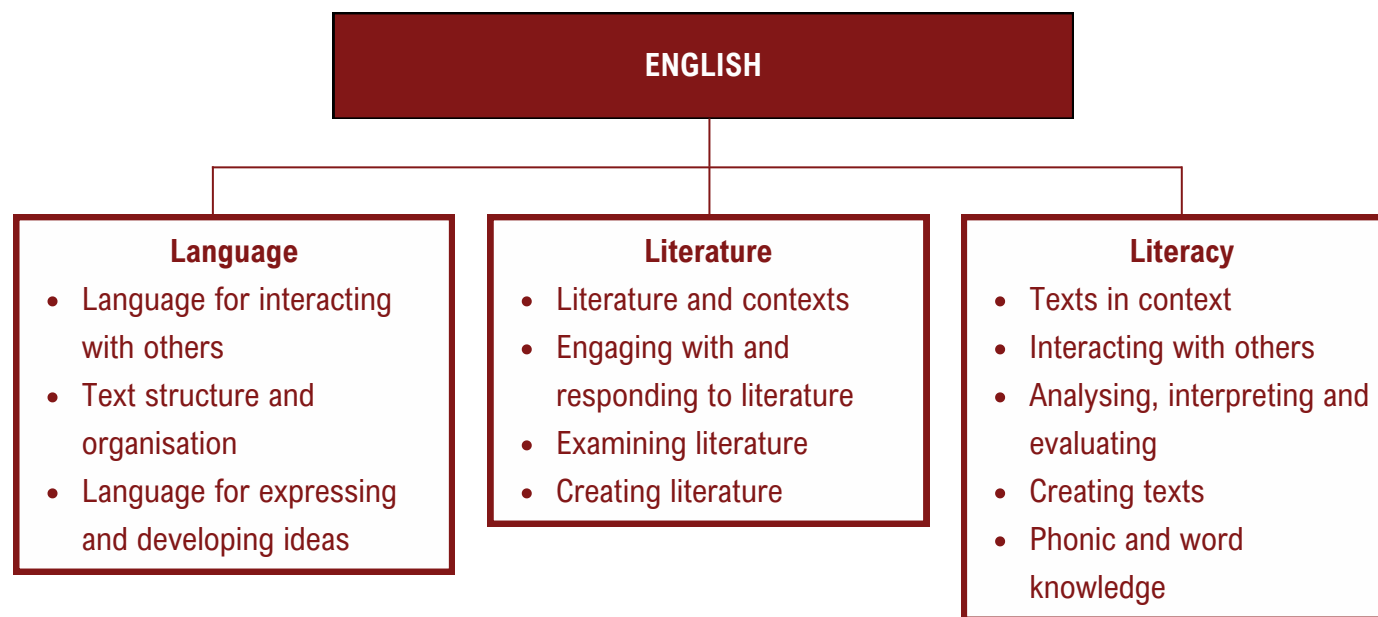 ENGLISH
Language
• Language for interacting
with others
• Text structure and
organisation
• Language for expressing
and developing ideas
Literature
• Literature and contexts
• Engaging with and
responding to literature
• Examining literature
• Creating literature
Literacy
• Texts in context
• Interacting with others
• Analysing, interpreting and
evaluating
• Creating texts
• Phonic and word
knowledge